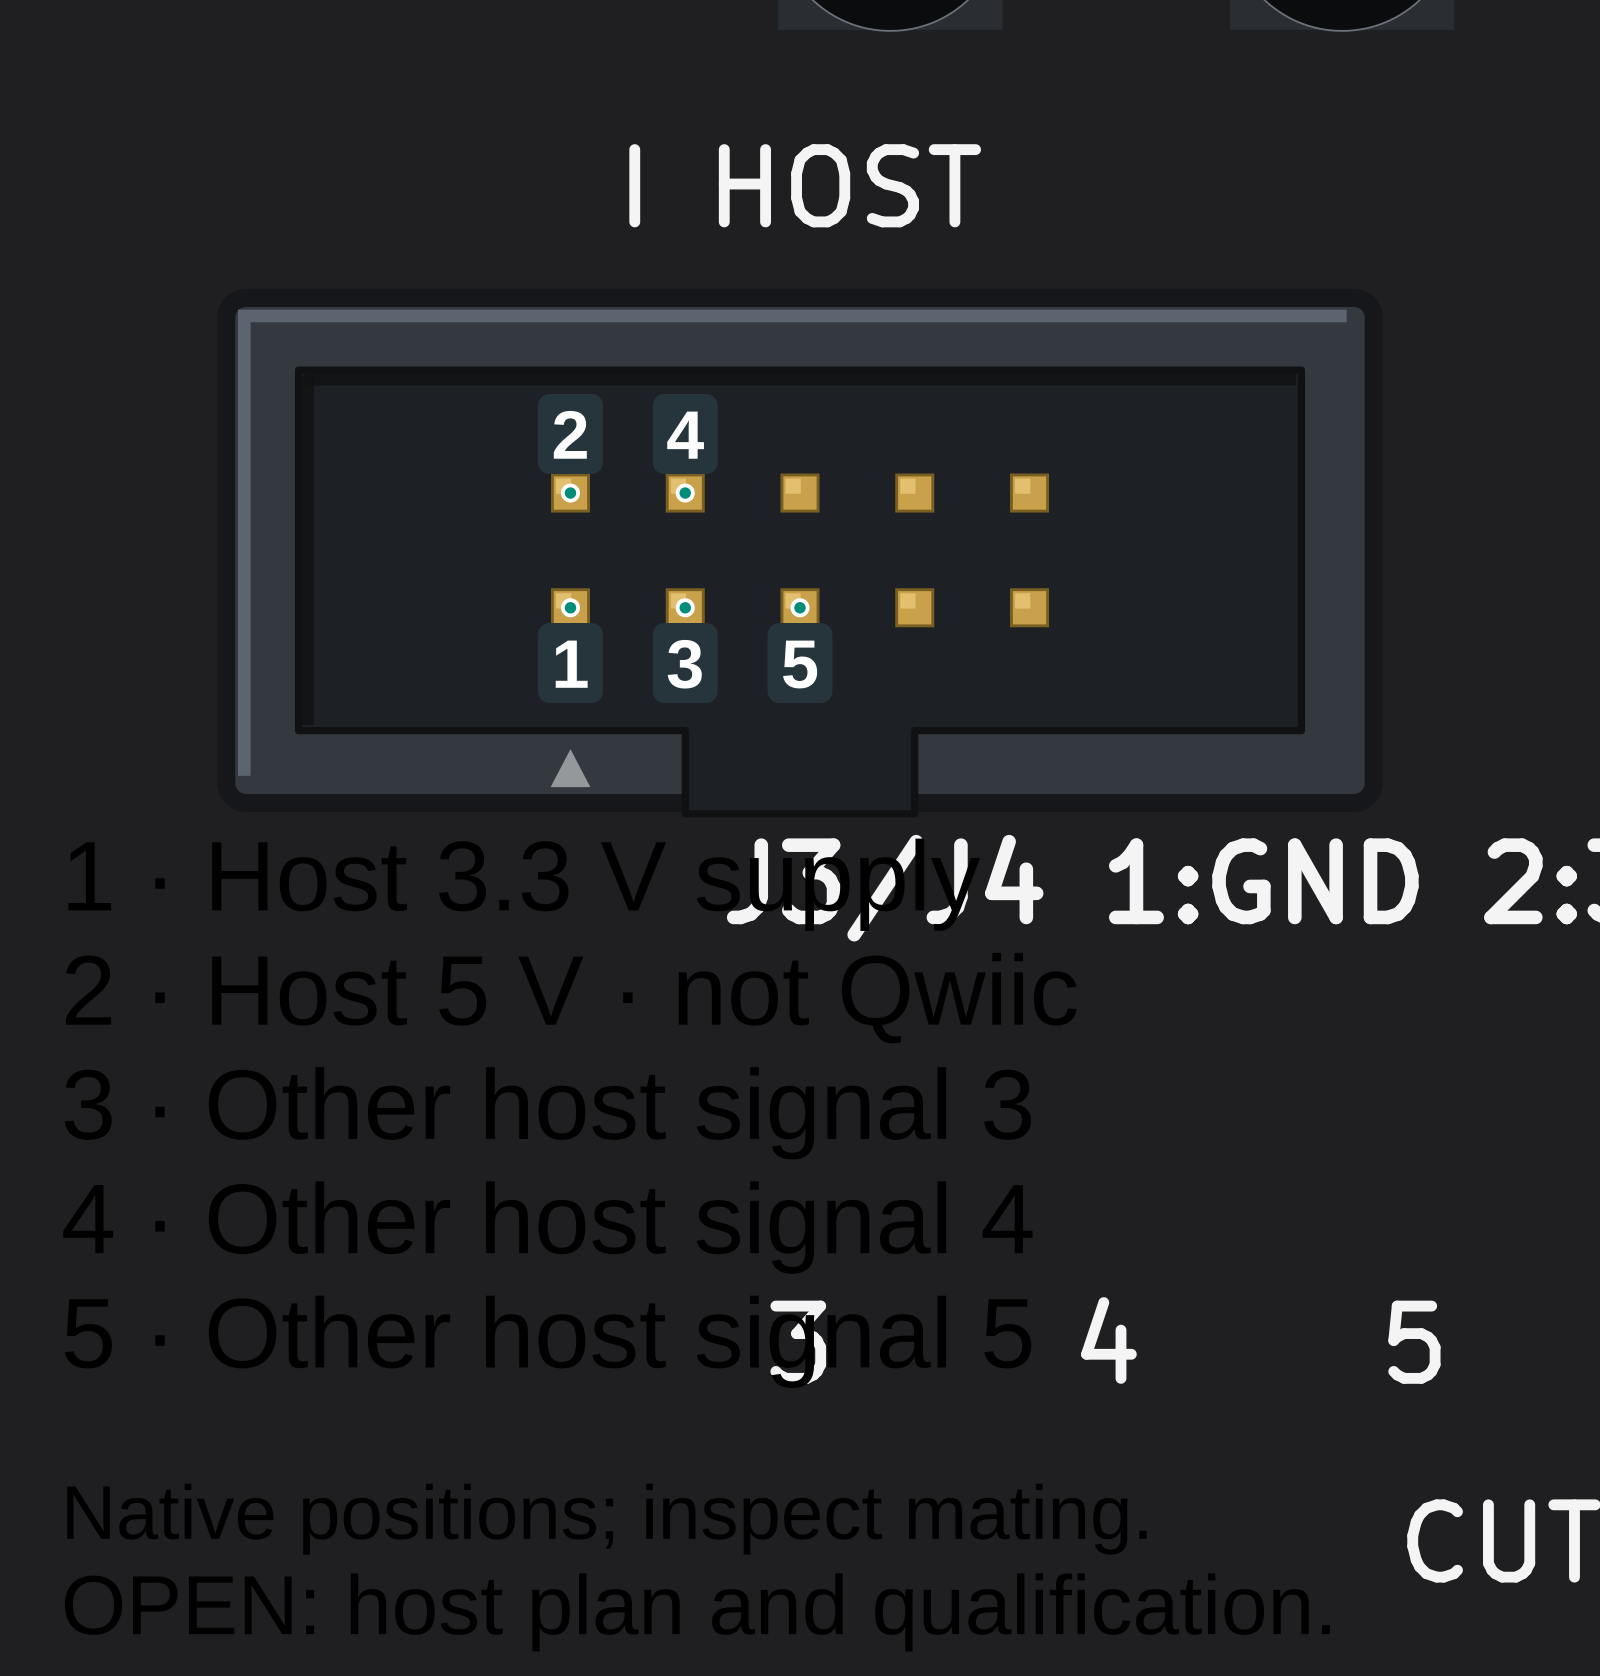 I HOST
2 4
1 3 5
1 · Host 3.3 V supply
J3/J4 1:GND 2:
2 · Host 5 V · not Qwiic
3 · Other host signal 3
4 · Other host signal 4
5 · Other host signal 5
3 4 5
Native positions; inspect mating.
CUT
OPEN: host plan and qualification.